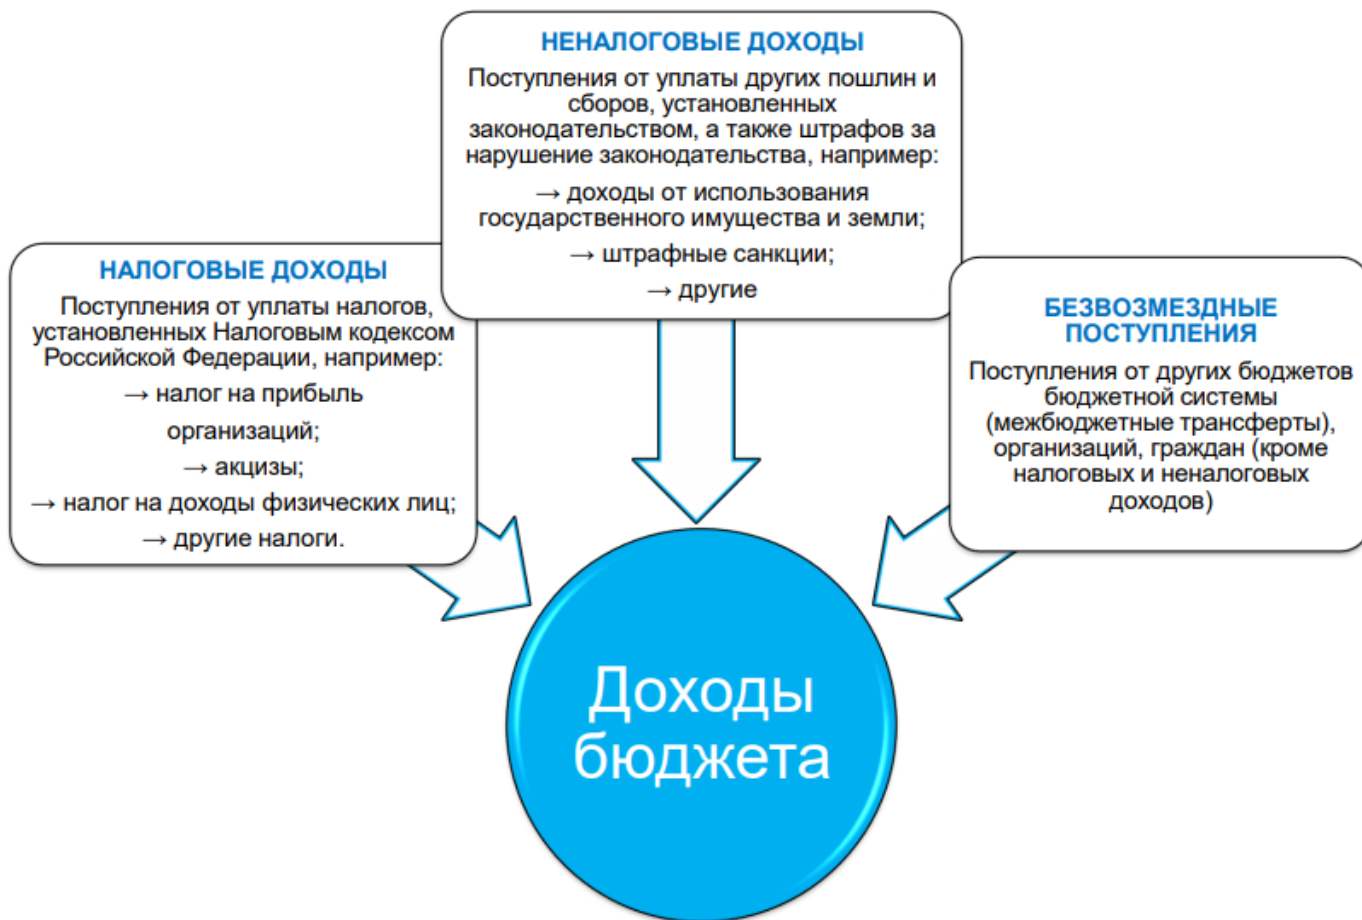 НЕНАЛОГОВЫЕ ДОХОДЫ
Поступления от уплаты других пошлин и
сборов, установленных
законодательством, а также штрафов за
нарушение законодательства, например:
→ доходы от использования
государственного имущества и земли;
→ штрафные санкции;
→ другие
НАЛОГОВЫЕ ДОХОДЫ
Поступления от уплаты налогов,
установленных Налоговым кодексом
Российской Федерации, например:
→ налог на прибыль
организаций;
→ акцизы;
→ налог на доходы физических лиц;
→ другие налоги.
БЕЗВОЗМЕЗДНЫЕ
ПОСТУПЛЕНИЯ
Поступления от других бюджетов
бюджетной системы
(межбюджетные трансферты),
организаций, граждан (кроме
налоговых и неналоговых
доходов)
Доходы
бюджета